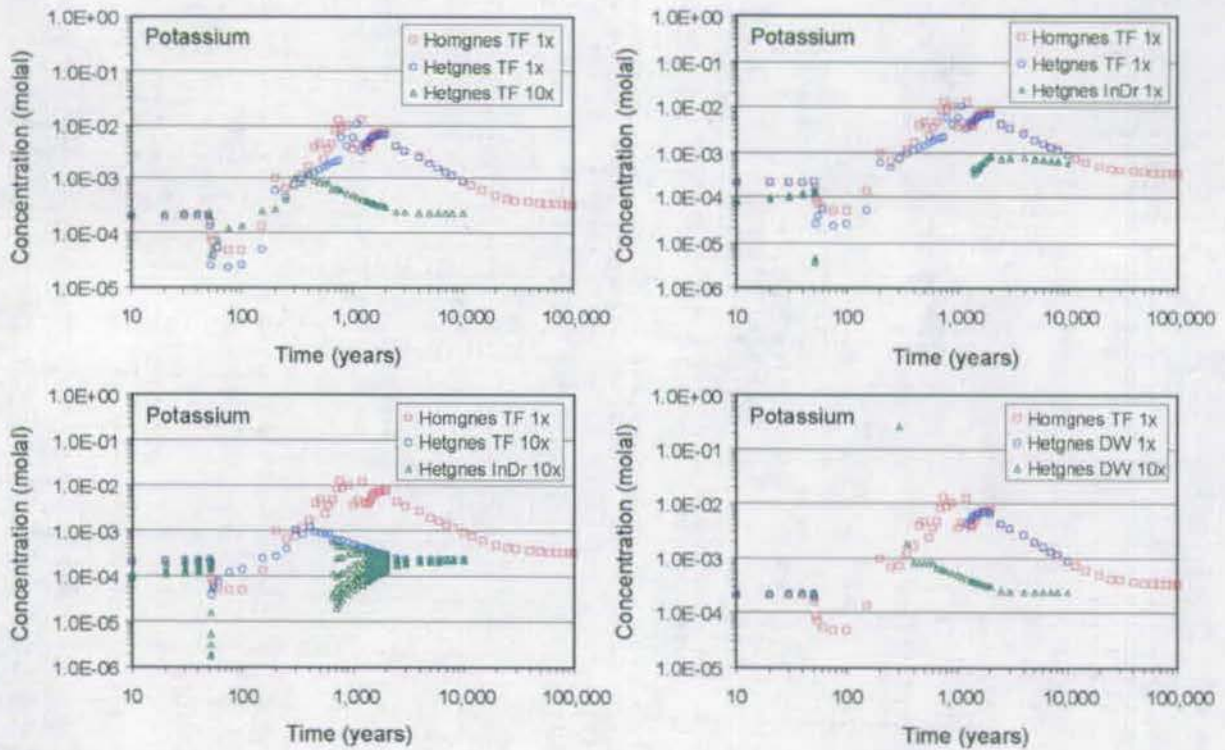 Potassium
Homgnes TF 1x
Hetgnes TF 1x
Hetgnes TF 10x
Concentration (molal)
1.0E+00
1.0E-01
1.0E-02
1.0E-03
1.0E-04
1.0E-05
10
100
1,000
10,000
100,000
Time (years)
Potassium
Homgnes TF 1x
Hetgnes TF 1x
Hetgnes InDr 1x
Concentration (molal)
1.0E+00
1.0E-01
1.0E-02
1.0E-03
1.0E-04
1.0E-05
1.0E-06
10
100
1,000
10,000
100,000
Time (years)
Potassium
Homgnes TF 1x
Hetgnes TF 10x
Hetgnes InDr 10x
Concentration (molal)
1.0E+00
1.0E-01
1.0E-02
1.0E-03
1.0E-04
1.0E-05
1.0E-06
10
100
1,000
10,000
100,000
Time (years)
Potassium
Homgnes TF 1x
Hetgnes DW 1x
Hetgnes DW 10x
Concentration (molal)
1.0E+00
1.0E-01
1.0E-02
1.0E-03
1.0E-04
1.0E-05
10
100
1,000
10,000
100,000
Time (years)